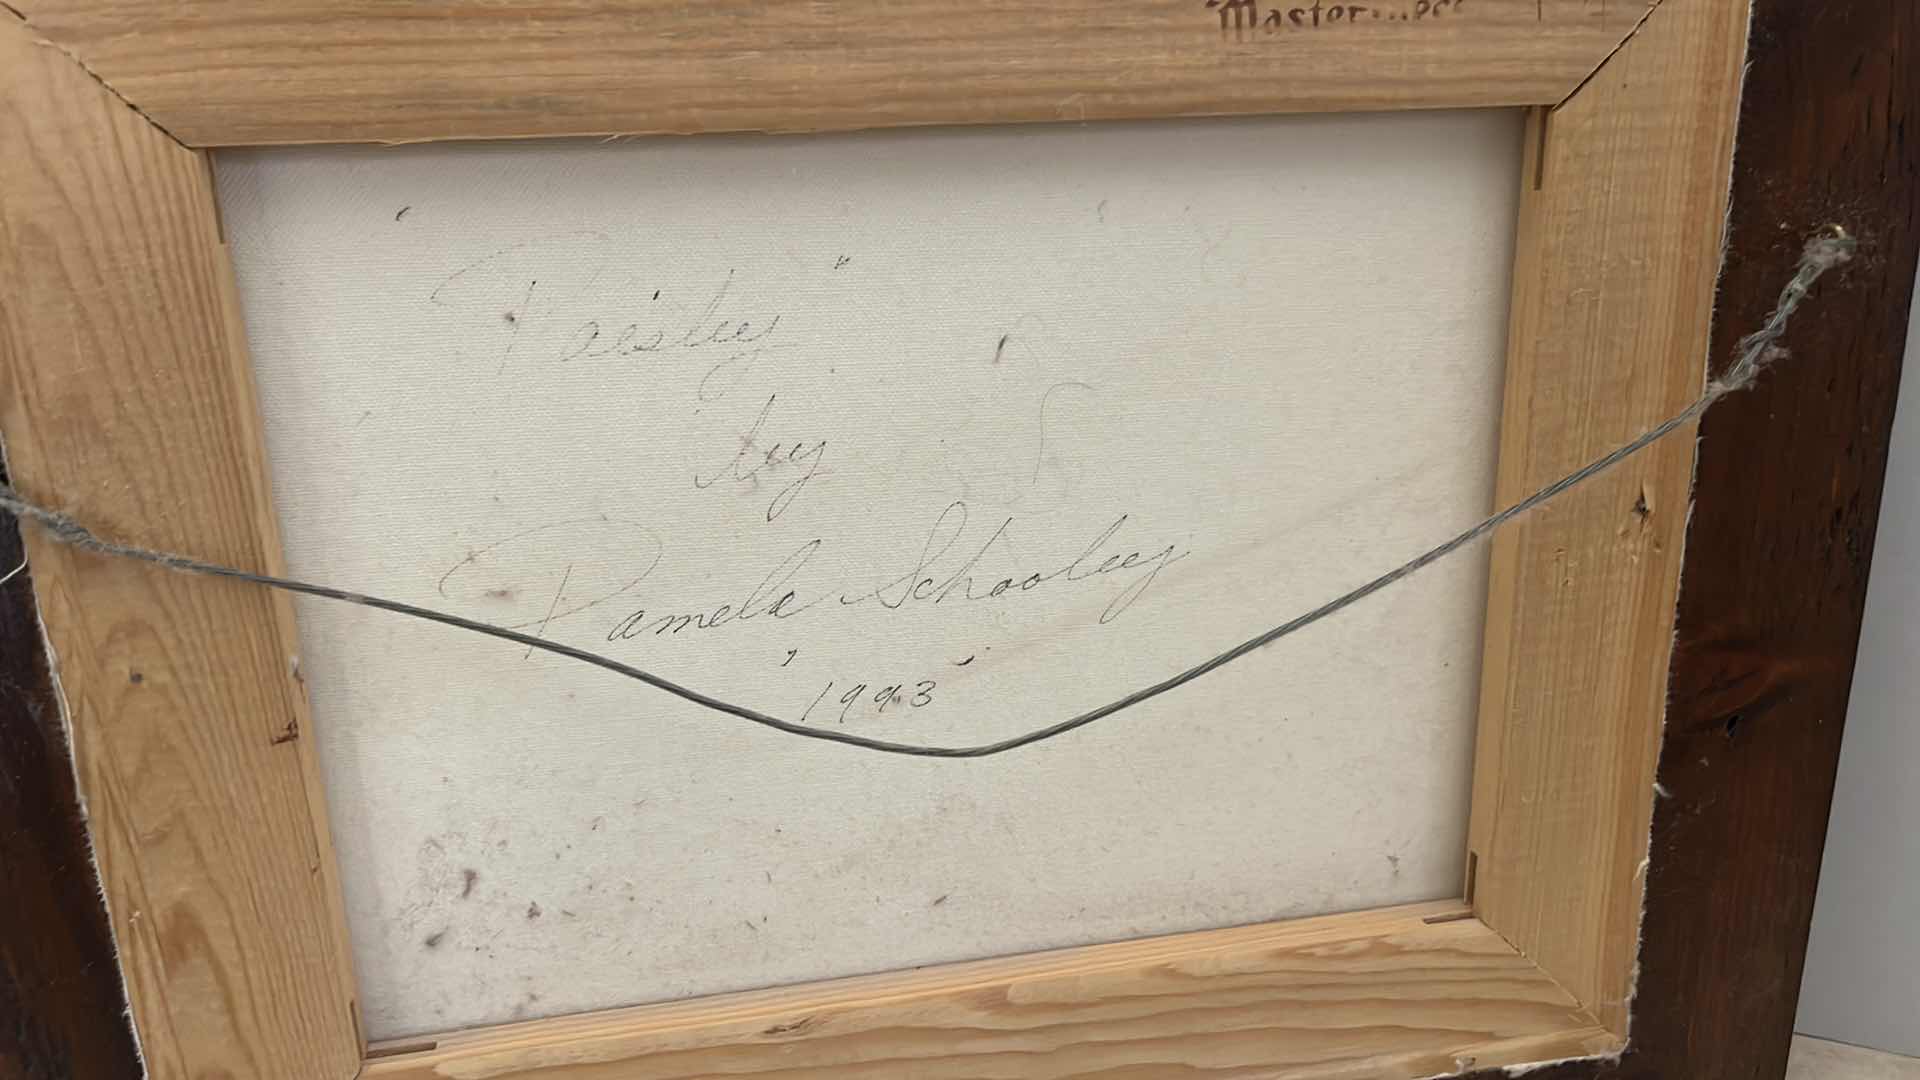 "Paisley"
by
Pamela Schooley
'1993